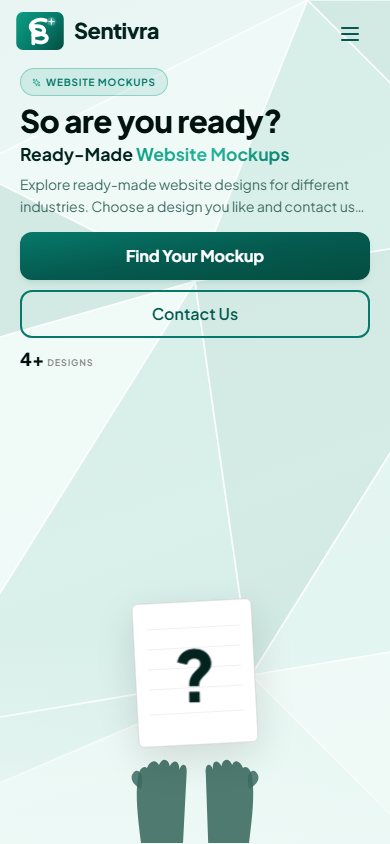 Sentivra
WEBSITE MOCKUPS
So are you ready?
Ready-Made Website Mockups
Explore ready-made website designs for different
industries. Choose a design you like and contact us…
Find Your Mockup
Contact Us
4+ DESIGNS
?